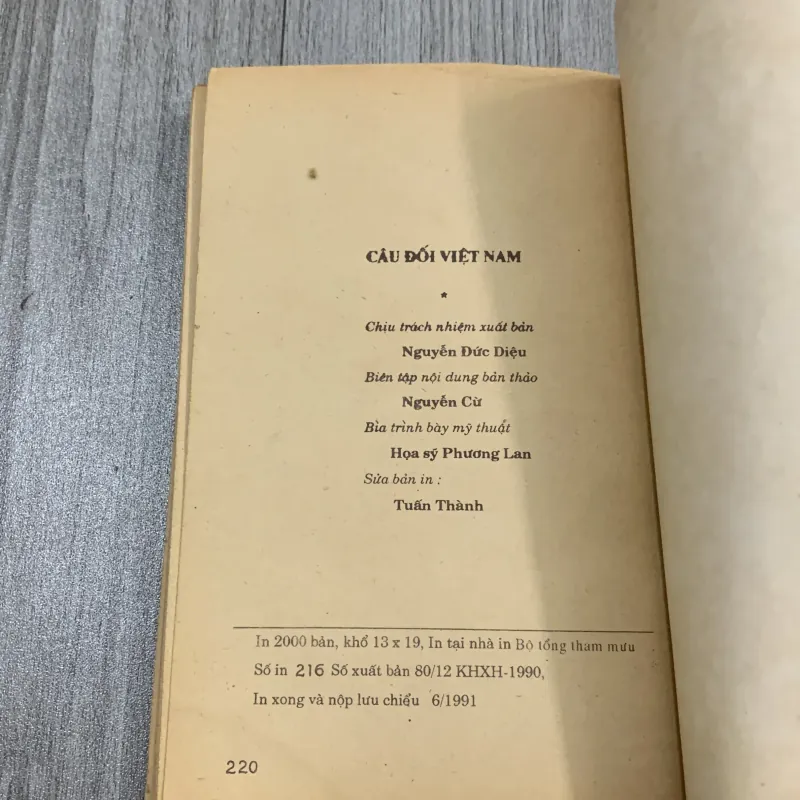 CÂU ĐỐI VIỆT NAM
*
Chịu trách nhiệm xuất bản
Nguyễn Đức Diệu
Biên tập nội dung bản thảo
Nguyễn Cừ
Bìa trình bày mỹ thuật
Họa sỹ Phương Lan
Sửa bản in :
Tuấn Thành
In 2000 bản, khổ 13 x 19, In tại nhà in Bộ tổng tham mưu
Số in 216 Số xuất bản 80/12 KHXH-1990,
In xong và nộp lưu chiểu 6/1991
220